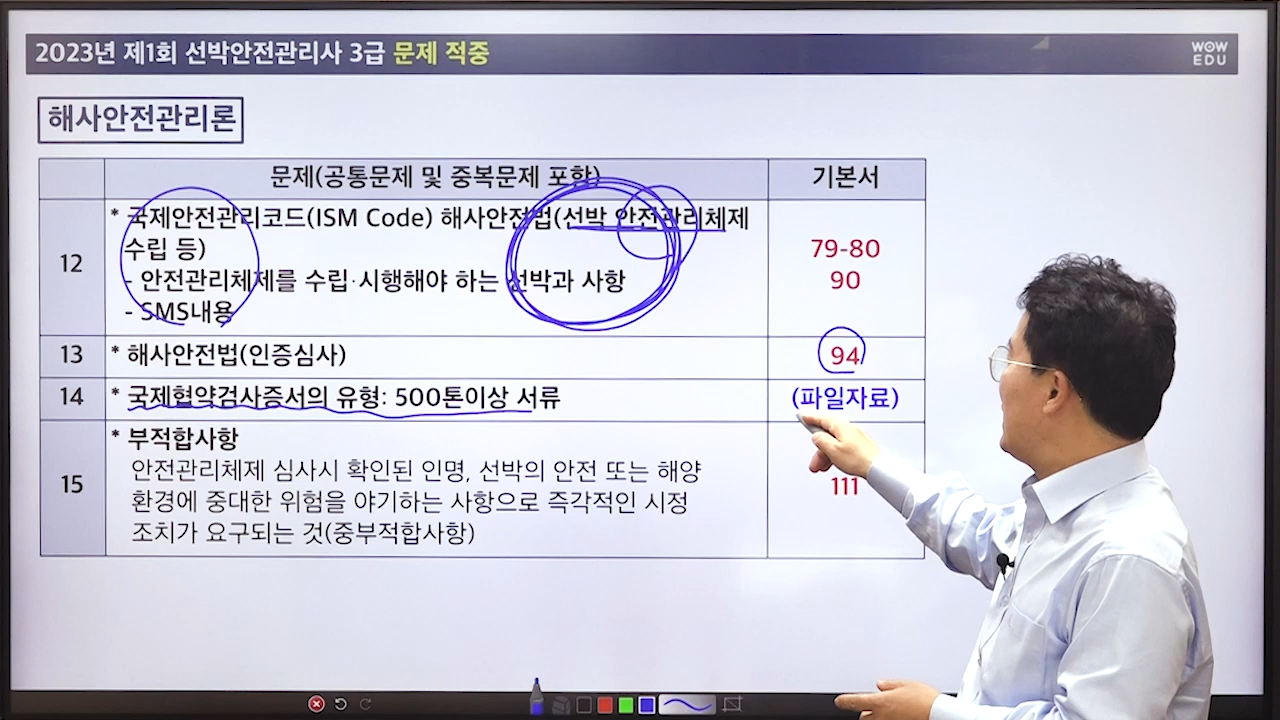 2023년 제1회 선박안전관리사 3급 문제 적중
WOW
EDU
해사안전관리론
문제(공통문제 및 중복문제 포함) 기본서
12
* 국제안전관리코드(ISM Code) 해사안전법(선박 안전관리체제
수립 등)
- 안전관리체제를 수립·시행해야 하는 선박과 사항
- SMS내용
79-80
90
13 * 해사안전법(인증심사) 94
14 * 국제협약검사증서의 유형: 500톤이상 서류 (파일자료)
15
* 부적합사항
안전관리체제 심사시 확인된 인명, 선박의 안전 또는 해양
환경에 중대한 위험을 야기하는 사항으로 즉각적인 시정
조치가 요구되는 것(중부적합사항)
111